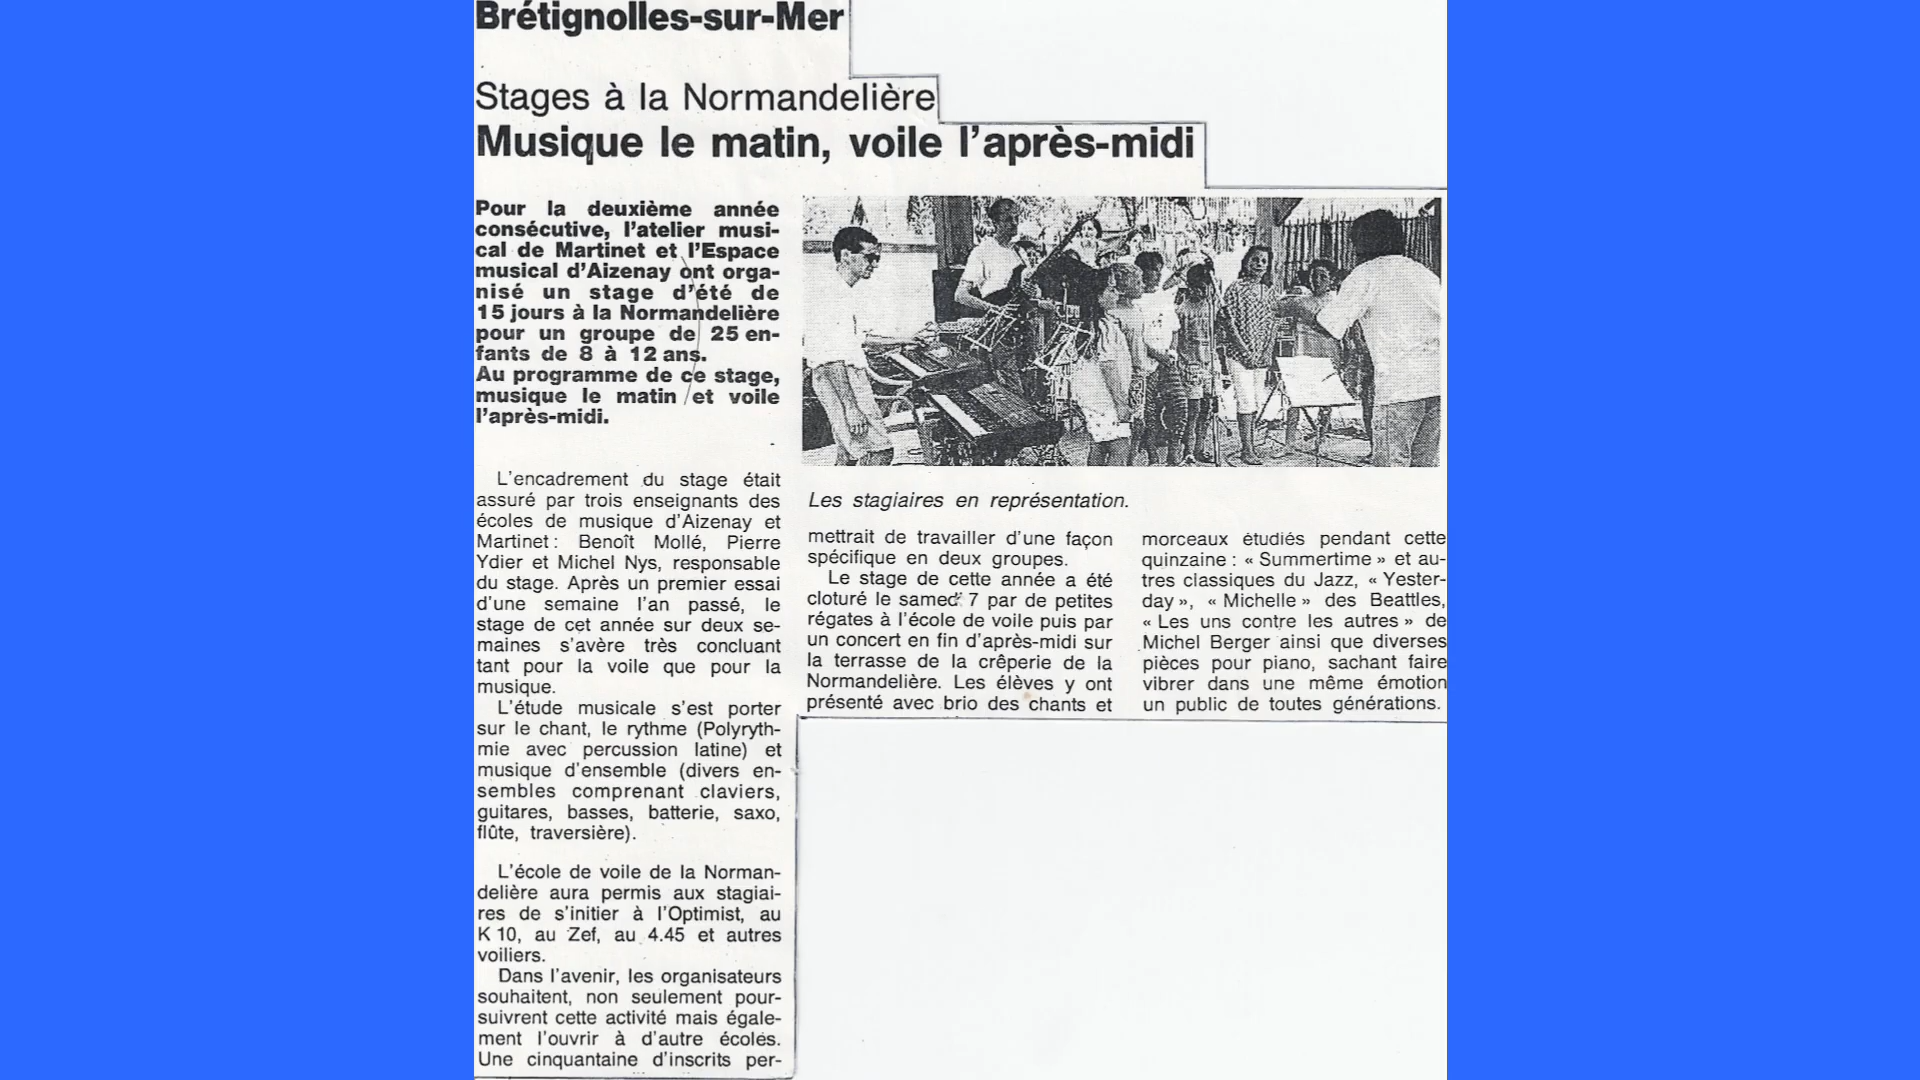 Brétignolles-sur-Mer
Stages à la Normandelière
Musique le matin, voile l'après-midi
Pour la deuxième année
consécutive, l'atelier musi-
cal de Martinet et l'Espace
musical d'Aizenay ont orga-
nisé un stage d'été de
15 jours à la Normandelière
pour un groupe de 25 en-
fants de 8 à 12 ans.
Au programme de ce stage,
musique le matin et voile
l'après-midi.
L'encadrement du stage était
assuré par trois enseignants des
écoles de musique d'Aizenay et
Martinet : Benoît Mollé, Pierre
Ydier et Michel Nys, responsable
du stage. Après un premier essai
d'une semaine l'an passé, le
stage de cet année sur deux se-
maines s'avère très concluant
tant pour la voile que pour la
musique.
L'étude musicale s'est porter
sur le chant, le rythme (Polyryth-
mie avec percussion latine) et
musique d'ensemble (divers en-
sembles comprenant claviers,
guitares, basses, batterie, saxo,
flûte, traversière).
L'école de voile de la Norman-
delière aura permis aux stagiai-
res de s'initier à l'Optimist, au
K 10, au Zef, au 4.45 et autres
voiliers.
Dans l'avenir, les organisateurs
souhaitent, non seulement pour-
suivrent cette activité mais égale-
ment l'ouvrir à d'autre écoles.
Une cinquantaine d'inscrits per-
Les stagiaires en représentation.
mettrait de travailler d'une façon
spécifique en deux groupes.
Le stage de cette année a été
cloturé le samedi 7 par de petites
régates à l'école de voile puis par
un concert en fin d'après-midi sur
la terrasse de la crêperie de la
Normandelière. Les élèves y ont
présenté avec brio des chants et
morceaux étudiés pendant cette
quinzaine : « Summertime » et au-
tres classiques du Jazz, « Yester-
day », « Michelle » des Beattles,
« Les uns contre les autres » de
Michel Berger ainsi que diverses
pièces pour piano, sachant faire
vibrer dans une même émotion
un public de toutes générations.